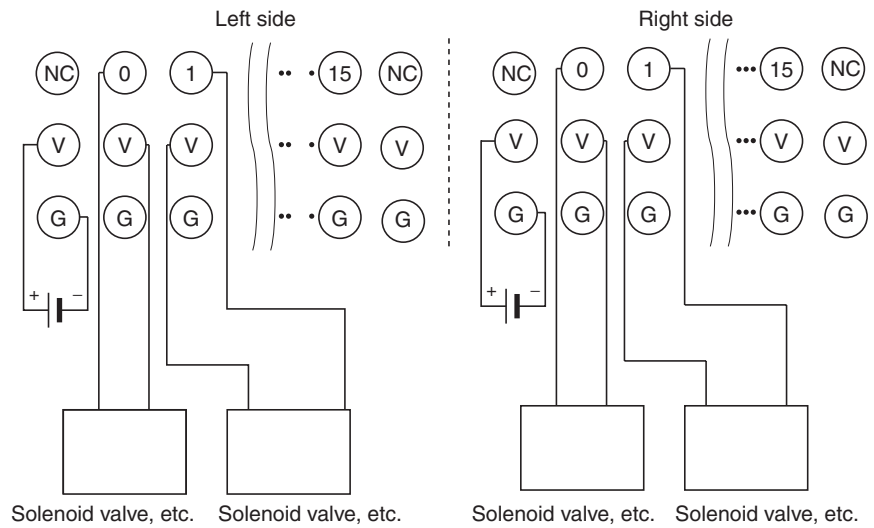 Left side
Right side
NC 0 1 ·· · 15 NC
NC 0 1 ••• 15 NC
V V V ·· · V V
V V V ••• V V
G G G ·· · G G
G G G ••• G G
+ −
+ −
Solenoid valve, etc.
Solenoid valve, etc.
Solenoid valve, etc.
Solenoid valve, etc.